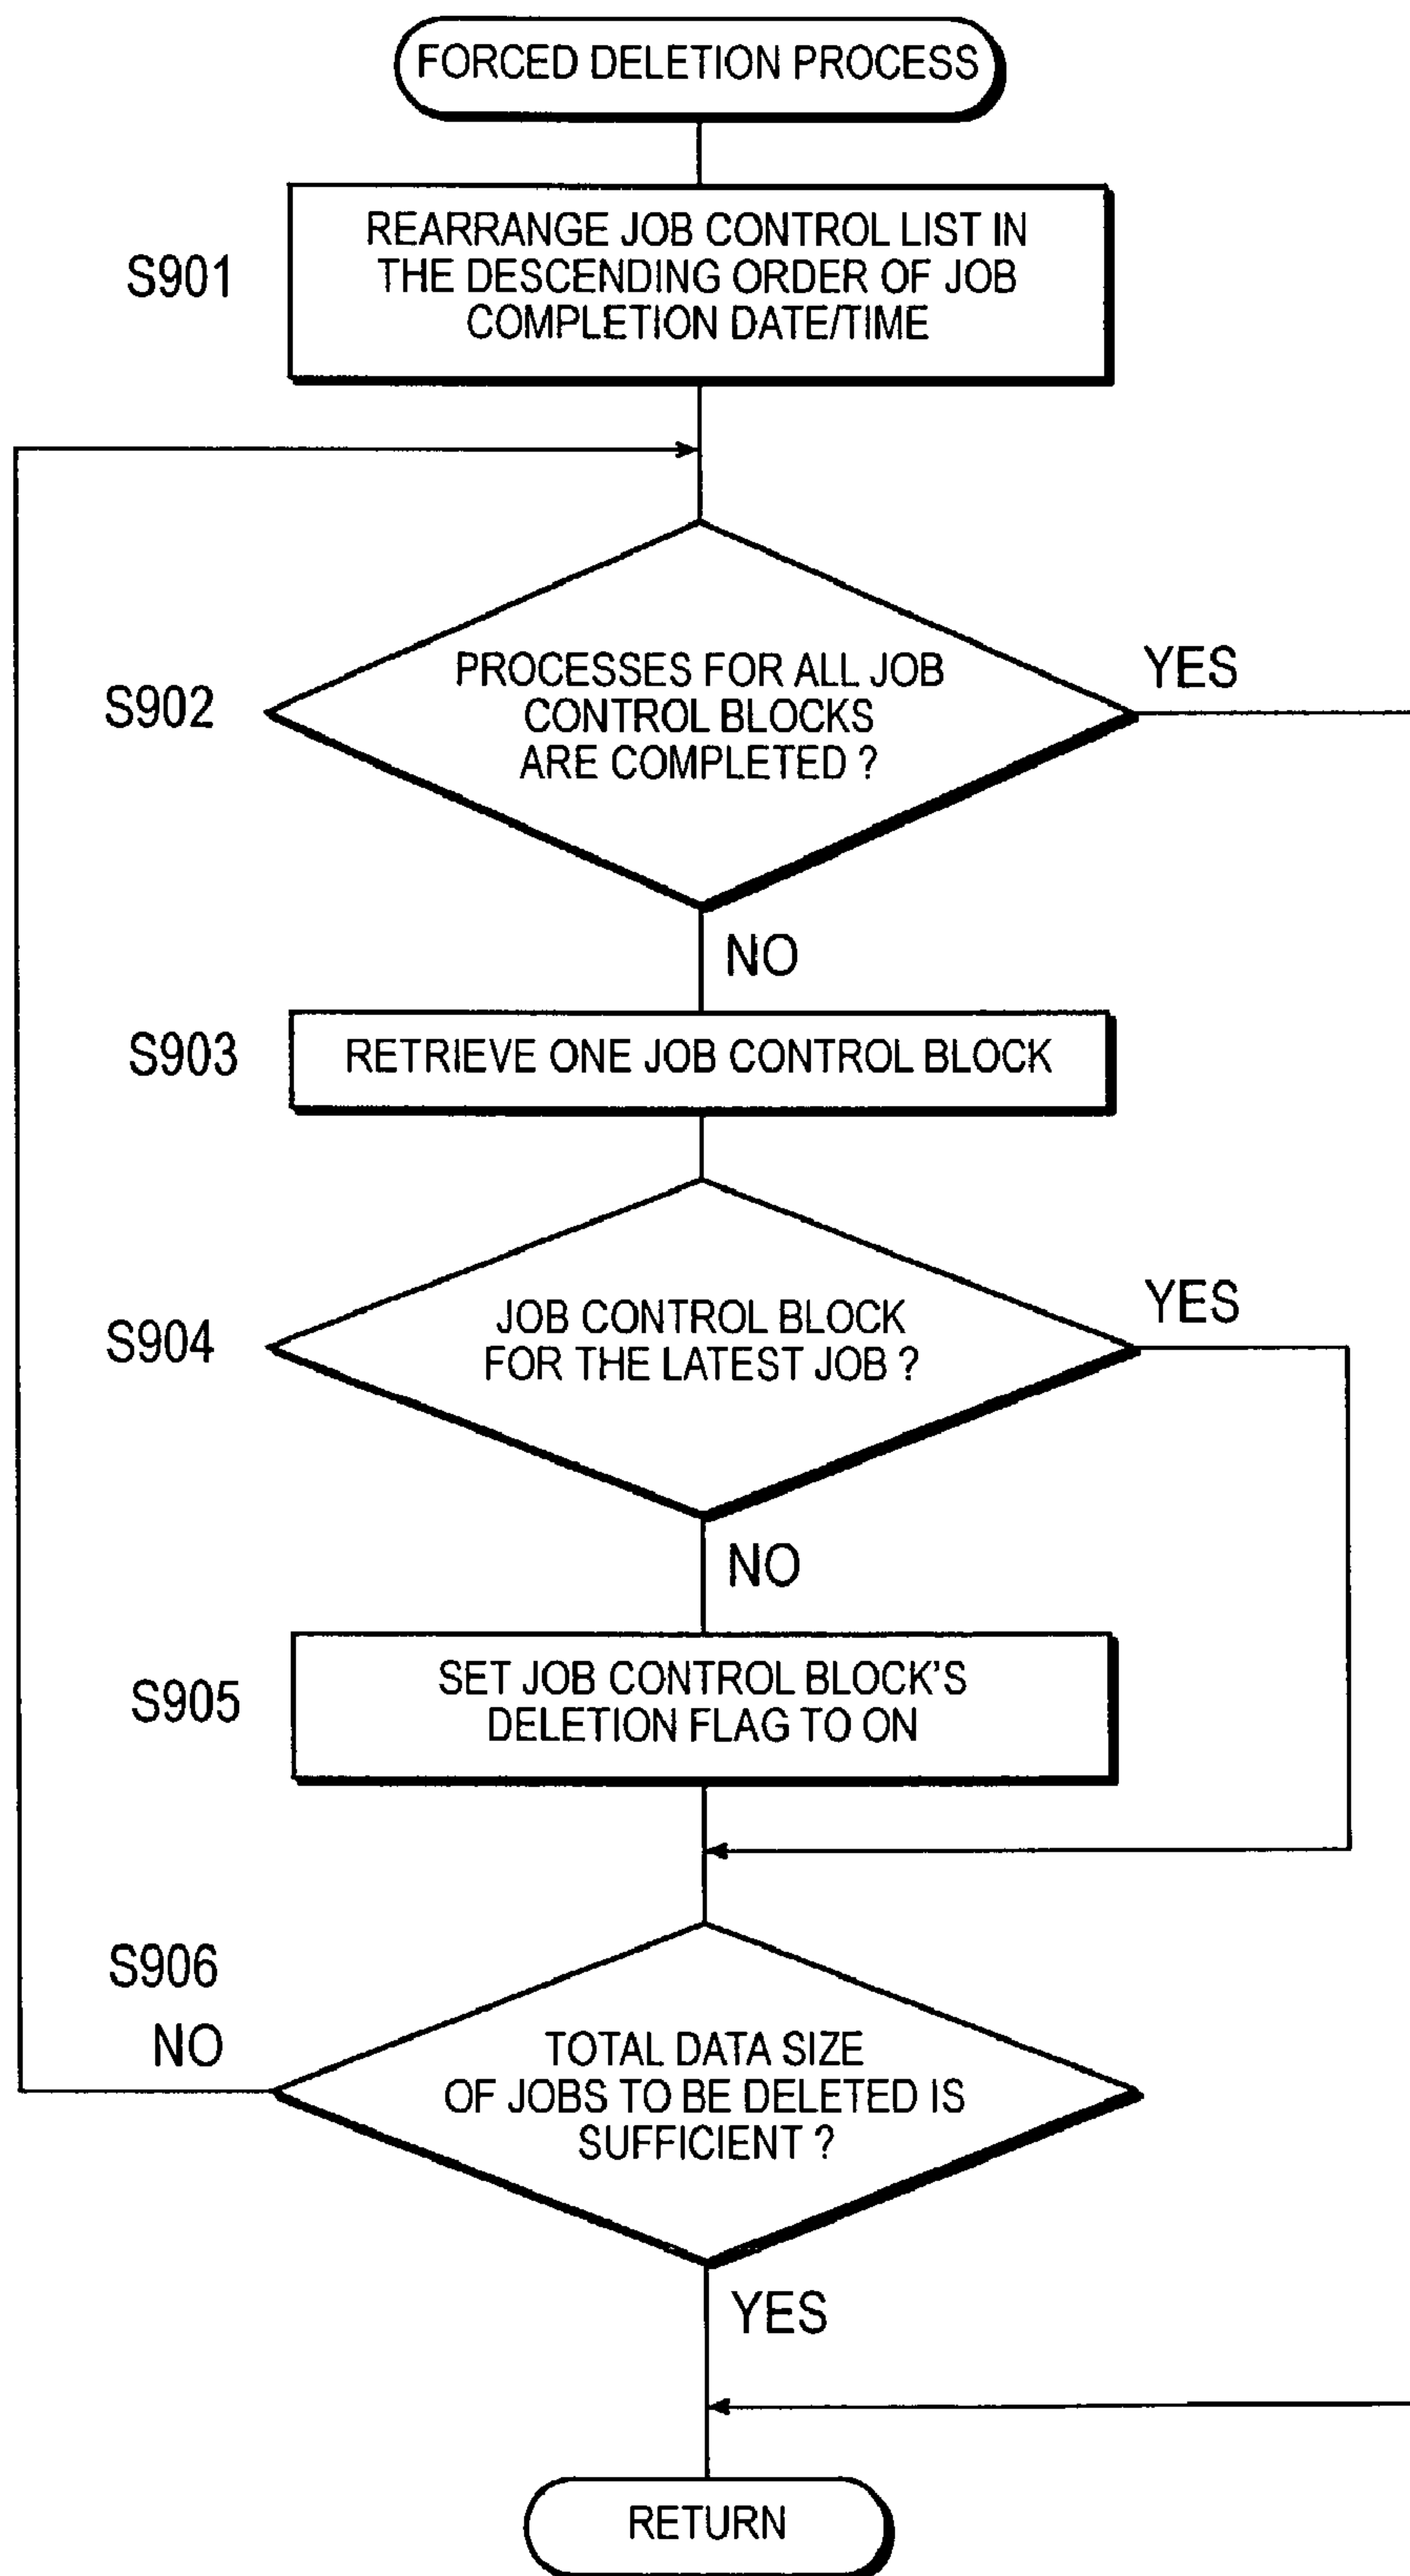 FORCED DELETION PROCESS
S901
REARRANGE JOB CONTROL LIST IN
THE DESCENDING ORDER OF JOB
COMPLETION DATE/TIME
S902
PROCESSES FOR ALL JOB
CONTROL BLOCKS
ARE COMPLETED ?
YES
NO
S903
RETRIEVE ONE JOB CONTROL BLOCK
S904
JOB CONTROL BLOCK
FOR THE LATEST JOB ?
YES
NO
S905
SET JOB CONTROL BLOCK'S
DELETION FLAG TO ON
S906
NO
TOTAL DATA SIZE
OF JOBS TO BE DELETED IS
SUFFICIENT ?
YES
RETURN